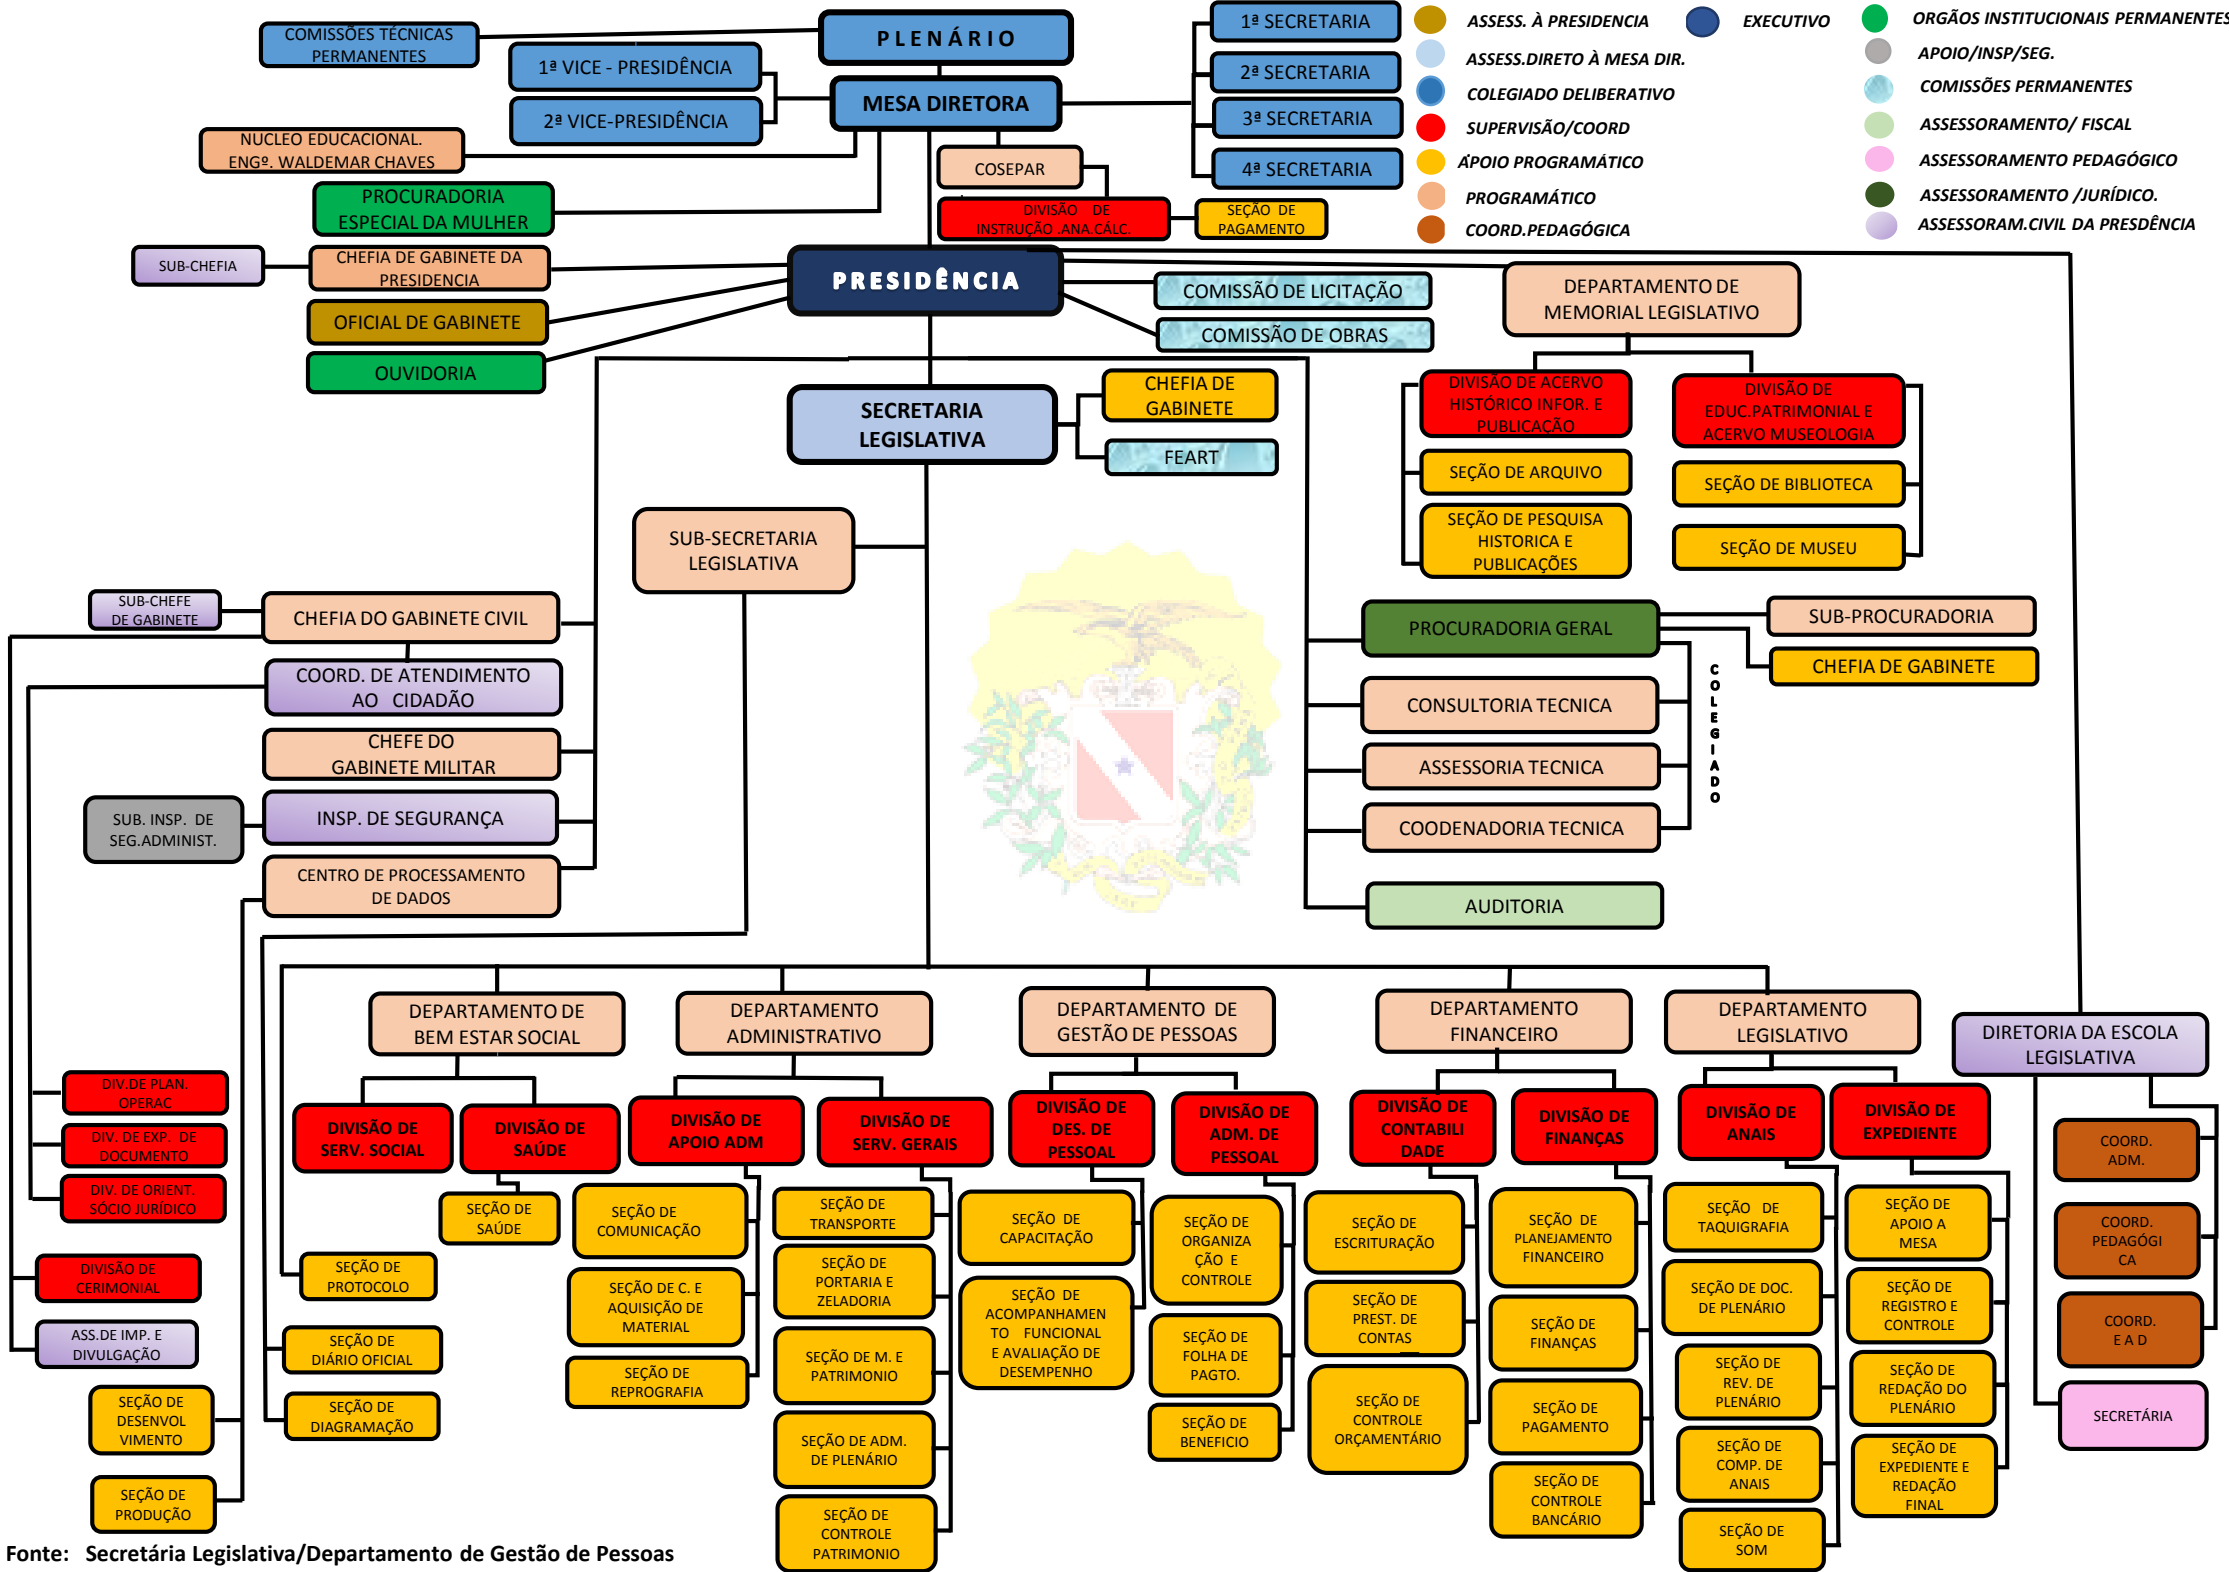 COMISSÕES TÉCNICAS
PERMANENTES
PLENÁRIO
1ª VICE - PRESIDÊNCIA
2ª VICE-PRESIDÊNCIA
MESA DIRETORA
1ª SECRETARIA
2ª SECRETARIA
3ª SECRETARIA
4ª SECRETARIA
ASSESS. À PRESIDENCIA
ASSESS.DIRETO À MESA DIR.
COLEGIADO DELIBERATIVO
SUPERVISÃO/COORD
APOIO PROGRAMÁTICO
PROGRAMÁTICO
COORD.PEDAGÓGICA
EXECUTIVO
ORGÃOS INSTITUCIONAIS PERMANENTES
APOIO/INSP/SEG.
COMISSÕES PERMANENTES
ASSESSORAMENTO/ FISCAL
ASSESSORAMENTO PEDAGÓGICO
ASSESSORAMENTO /JURÍDICO.
ASSESSORAM.CIVIL DA PRESDÊNCIA
NUCLEO EDUCACIONAL.
ENGº. WALDEMAR CHAVES
PROCURADORIA
ESPECIAL DA MULHER
COSEPAR
DIVISÃO DE
INSTRUÇÃO .ANA.CÁLC.
SEÇÃO DE
PAGAMENTO
SUB-CHEFIA
CHEFIA DE GABINETE DA
PRESIDENCIA
OFICIAL DE GABINETE
OUVIDORIA
PRESIDÊNCIA
COMISSÃO DE LICITAÇÃO
COMISSÃO DE OBRAS
DEPARTAMENTO DE
MEMORIAL LEGISLATIVO
DIVISÃO DE ACERVO
HISTÓRICO INFOR. E
PUBLICAÇÃO
SEÇÃO DE ARQUIVO
SEÇÃO DE PESQUISA
HISTORICA E
PUBLICAÇÕES
DIVISÃO DE
EDUC.PATRIMONIAL E
ACERVO MUSEOLOGIA
SEÇÃO DE BIBLIOTECA
SEÇÃO DE MUSEU
SECRETARIA
LEGISLATIVA
CHEFIA DE
GABINETE
FEART
SUB-SECRETARIA
LEGISLATIVA
SUB-CHEFE
DE GABINETE
CHEFIA DO GABINETE CIVIL
COORD. DE ATENDIMENTO
AO CIDADÃO
CHEFE DO
GABINETE MILITAR
SUB. INSP. DE
SEG.ADMINIST.
INSP. DE SEGURANÇA
CENTRO DE PROCESSAMENTO
DE DADOS
PROCURADORIA GERAL
SUB-PROCURADORIA
CHEFIA DE GABINETE
CONSULTORIA TECNICA
ASSESSORIA TECNICA
COODENADORIA TECNICA
COLEGIADO
AUDITORIA
DEPARTAMENTO DE
BEM ESTAR SOCIAL
DEPARTAMENTO
ADMINISTRATIVO
DEPARTAMENTO DE
GESTÃO DE PESSOAS
DEPARTAMENTO
FINANCEIRO
DEPARTAMENTO
LEGISLATIVO
DIRETORIA DA ESCOLA
LEGISLATIVA
DIV.DE PLAN.
OPERAC
DIV. DE EXP. DE
DOCUMENTO
DIV. DE ORIENT.
SÓCIO JURÍDICO
DIVISÃO DE
CERIMONIAL
ASS.DE IMP. E
DIVULGAÇÃO
SEÇÃO DE
DESENVOL
VIMENTO
SEÇÃO DE
PRODUÇÃO
DIVISÃO DE
SERV. SOCIAL
DIVISÃO DE
SAÚDE
SEÇÃO DE
SAÚDE
SEÇÃO DE
PROTOCOLO
SEÇÃO DE
DIÁRIO OFICIAL
SEÇÃO DE
DIAGRAMAÇÃO
DIVISÃO DE
APOIO ADM
SEÇÃO DE
COMUNICAÇÃO
SEÇÃO DE C. E
AQUISIÇÃO DE
MATERIAL
SEÇÃO DE
REPROGRAFIA
DIVISÃO DE
SERV. GERAIS
SEÇÃO DE
TRANSPORTE
SEÇÃO DE
PORTARIA E
ZELADORIA
SEÇÃO DE M. E
PATRIMONIO
SEÇÃO DE ADM.
DE PLENÁRIO
SEÇÃO DE
CONTROLE
PATRIMONIO
DIVISÃO DE
DES. DE
PESSOAL
SEÇÃO DE
CAPACITAÇÃO
SEÇÃO DE
ACOMPANHAMEN
TO FUNCIONAL
E AVALIAÇÃO DE
DESEMPENHO
DIVISÃO DE
ADM. DE
PESSOAL
SEÇÃO DE
ORGANIZA
ÇÃO E
CONTROLE
SEÇÃO DE
FOLHA DE
PAGTO.
SEÇÃO DE
BENEFICIO
DIVISÃO DE
CONTABILI
DADE
SEÇÃO DE
ESCRITURAÇÃO
SEÇÃO DE
PREST. DE
CONTAS
SEÇÃO DE
CONTROLE
ORÇAMENTÁRIO
DIVISÃO DE
FINANÇAS
SEÇÃO DE
PLANEJAMENTO
FINANCEIRO
SEÇÃO DE
FINANÇAS
SEÇÃO DE
PAGAMENTO
SEÇÃO DE
CONTROLE
BANCÁRIO
DIVISÃO DE
ANAIS
SEÇÃO DE
TAQUIGRAFIA
SEÇÃO DE DOC.
DE PLENÁRIO
SEÇÃO DE
REV. DE
PLENÁRIO
SEÇÃO DE
COMP. DE
ANAIS
SEÇÃO DE
SOM
DIVISÃO DE
EXPEDIENTE
SEÇÃO DE
APOIO A
MESA
SEÇÃO DE
REGISTRO E
CONTROLE
SEÇÃO DE
REDAÇÃO DO
PLENÁRIO
SEÇÃO DE
EXPEDIENTE E
REDAÇÃO
FINAL
COORD.
ADM.
COORD.
PEDAGÓGI
CA
COORD.
E A D
SECRETÁRIA
Fonte: Secretária Legislativa/Departamento de Gestão de Pessoas